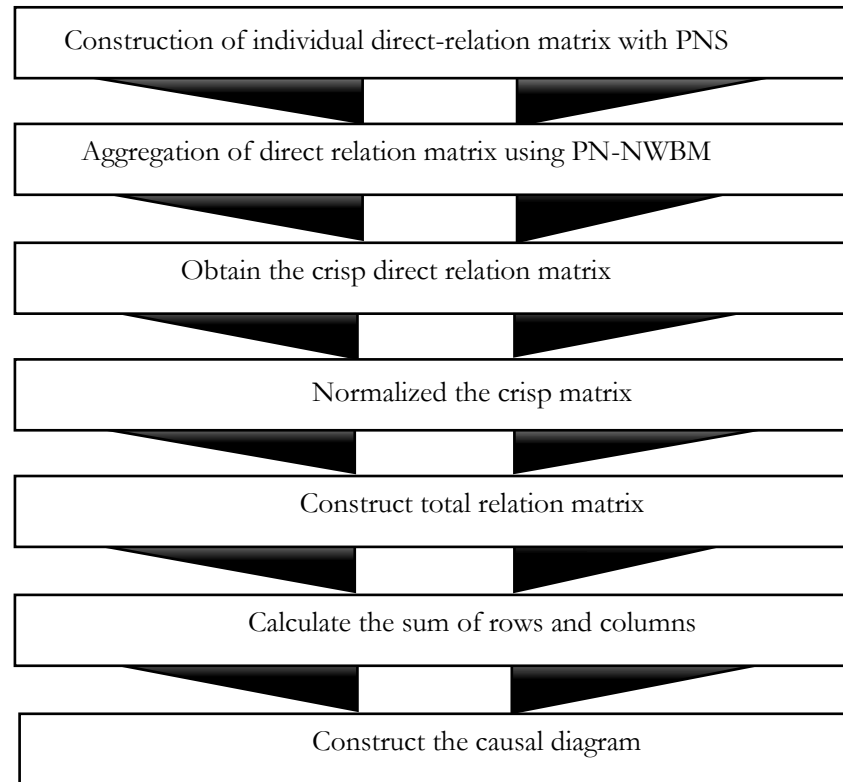 Construction of individual direct-relation matrix with PNS
Aggregation of direct relation matrix using PN-NWBM
Obtain the crisp direct relation matrix
Normalized the crisp matrix
Construct total relation matrix
Calculate the sum of rows and columns
Construct the causal diagram